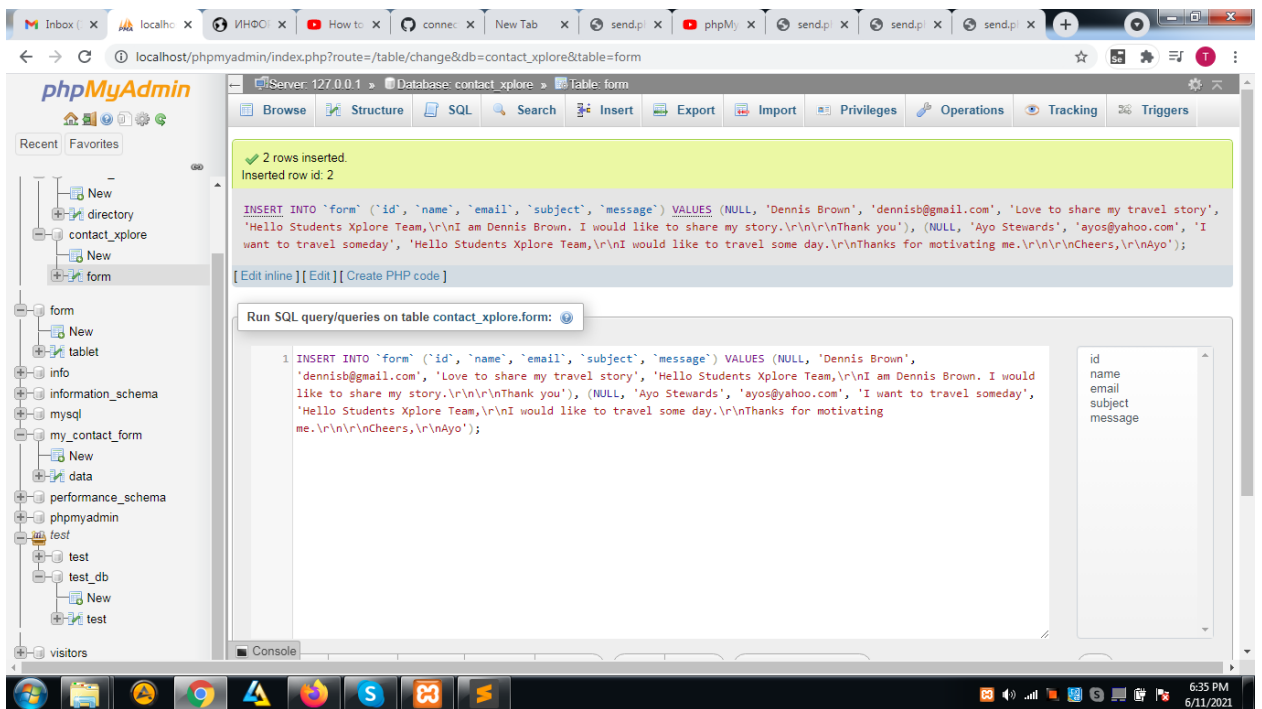 Inbox (
localho
ИНФОГ
How to
connec
New Tab
send.pl
phpMy
send.pl
send.pl
send.pl
localhost/phpmyadmin/index.php?route=/table/change&db=contact_xplore&table=form
Se
T
phpMyAdmin
Recent
Favorites
New
directory
contact_xplore
New
form
form
New
tablet
info
information_schema
mysql
my_contact_form
New
data
performance_schema
phpmyadmin
test
test
test_db
New
test
visitors
Server: 127.0.0.1 » Database: contact_xplore » Table: form
Browse Structure SQL Search Insert Export Import Privileges Operations Tracking Triggers
2 rows inserted.
Inserted row id: 2
INSERT INTO `form` (`id`, `name`, `email`, `subject`, `message`) VALUES (NULL, 'Dennis Brown', 'dennisb@gmail.com', 'Love to share my travel story',
'Hello Students Xplore Team,\r\nI am Dennis Brown. I would like to share my story.\r\n\r\nThank you'), (NULL, 'Ayo Stewards', 'ayos@yahoo.com', 'I
want to travel someday', 'Hello Students Xplore Team,\r\nI would like to travel some day.\r\nThanks for motivating me.\r\n\r\nCheers,\r\nAyo');
[ Edit inline ] [ Edit ] [ Create PHP code ]
Run SQL query/queries on table contact_xplore.form:
1 INSERT INTO `form` (`id`, `name`, `email`, `subject`, `message`) VALUES (NULL, 'Dennis Brown',
'dennisb@gmail.com', 'Love to share my travel story', 'Hello Students Xplore Team,\r\nI am Dennis Brown. I would
like to share my story.\r\n\r\nThank you'), (NULL, 'Ayo Stewards', 'ayos@yahoo.com', 'I want to travel someday',
'Hello Students Xplore Team,\r\nI would like to travel some day.\r\nThanks for motivating
me.\r\n\r\nCheers,\r\nAyo');
id
name
email
subject
message
Console
6:35 PM
6/11/2021